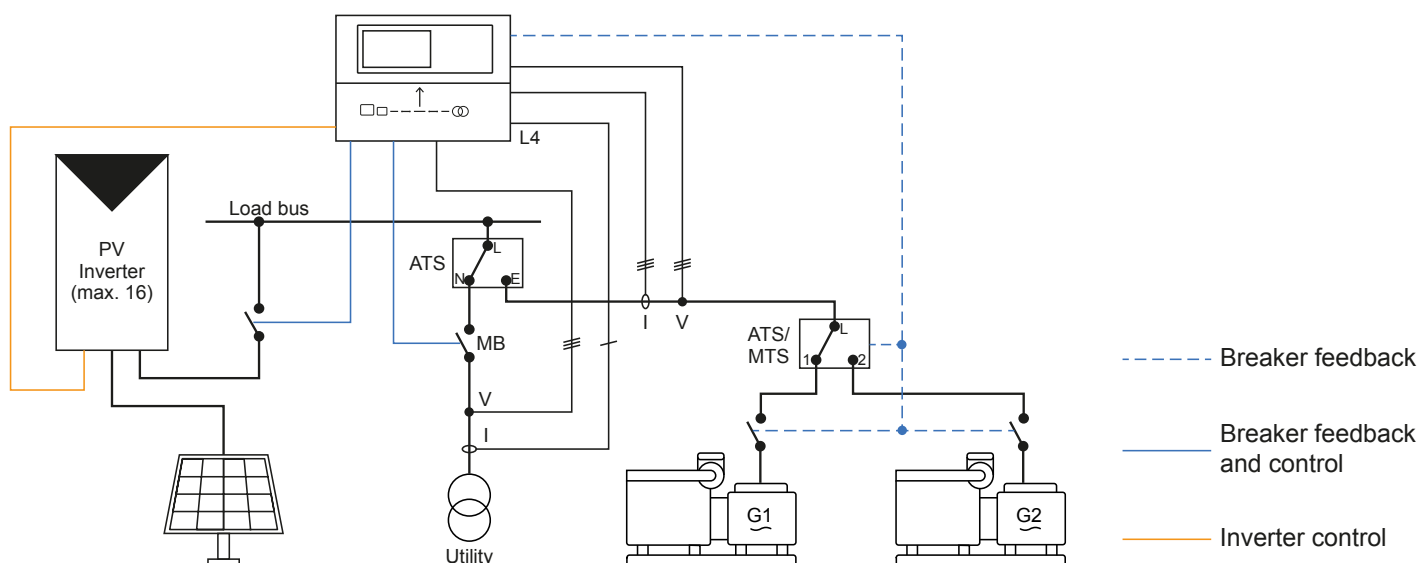 L4
Load bus
PV
Inverter
(max. 16)
ATS
L
N
E
I
V
MB
ATS/
MTS
L
1
2
V
I
G1
G2
Utility
Breaker feedback
Breaker feedback
and control
Inverter control